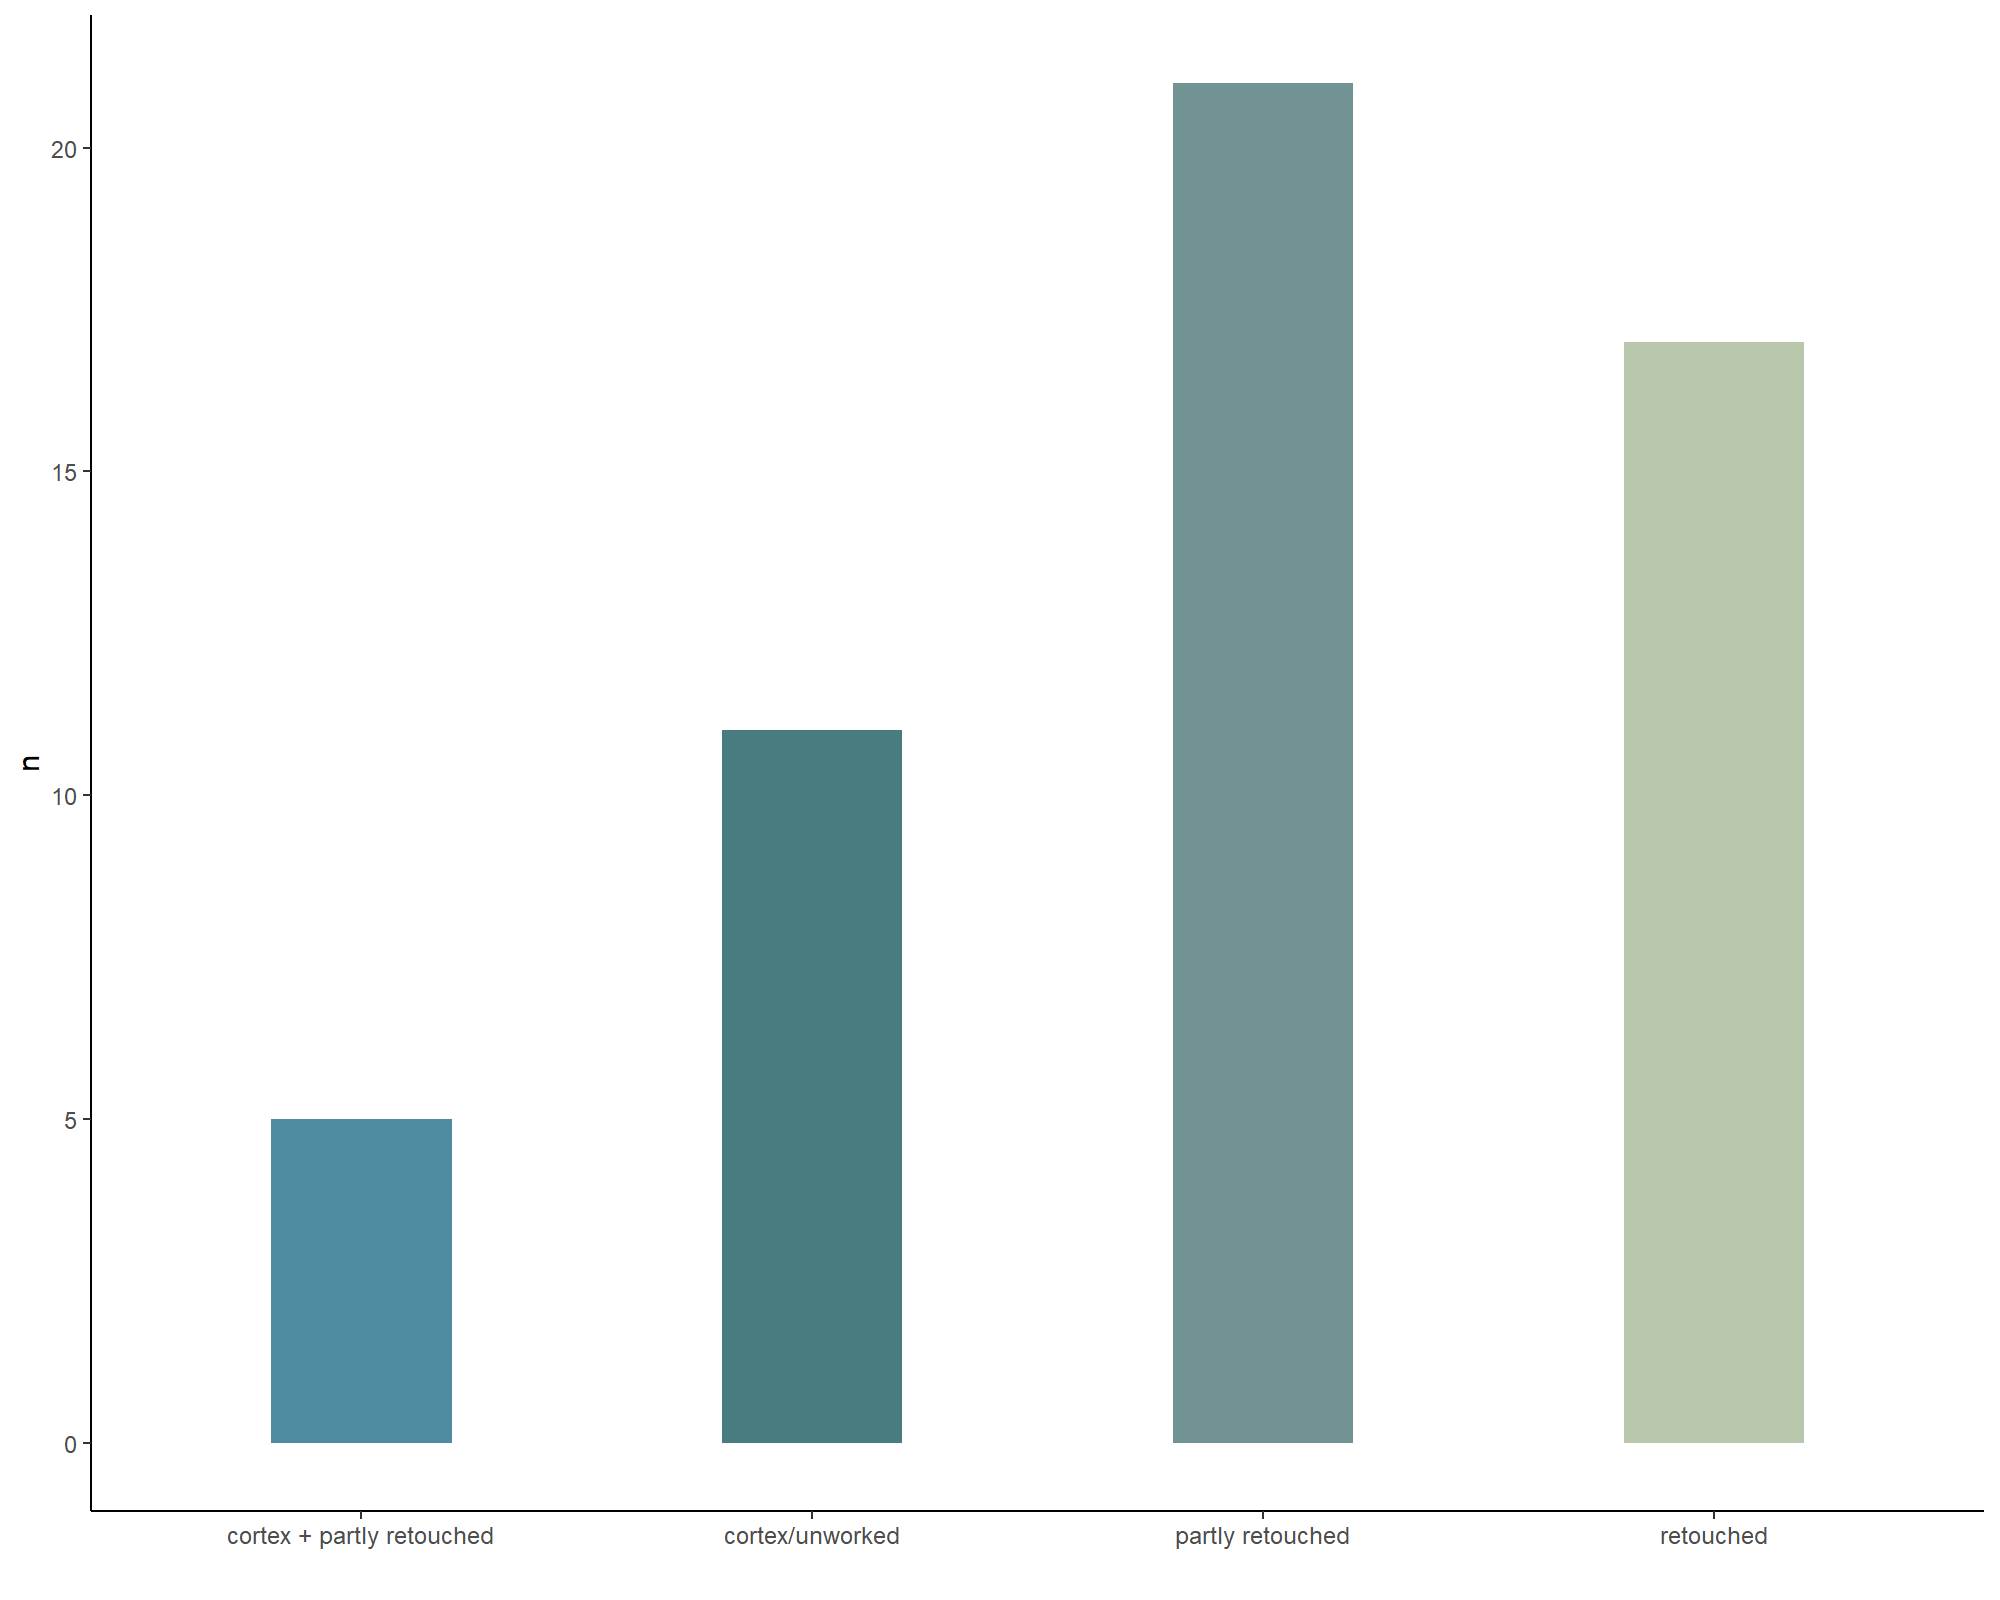 20
15
n
10
5
0
cortex + partly retouched
cortex/unworked
partly retouched
retouched